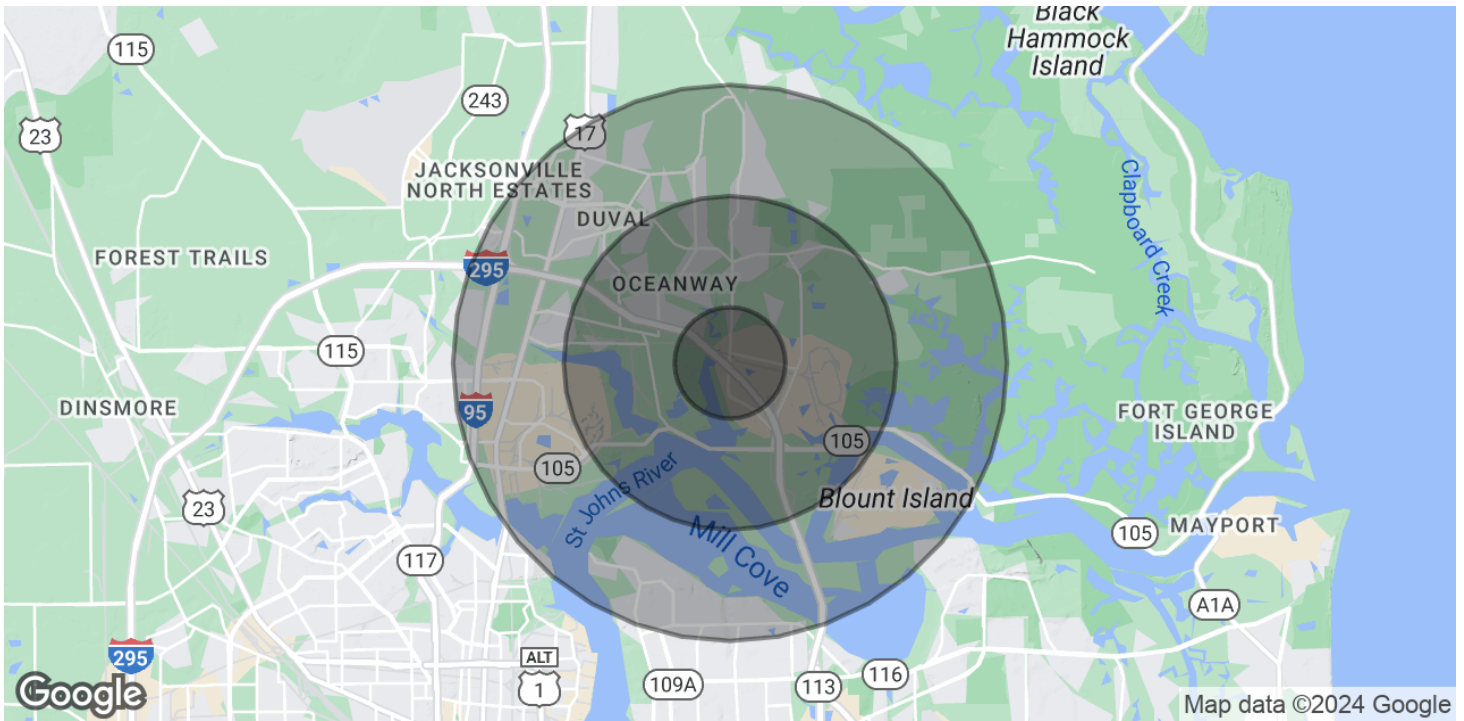 Black
Hammock
Island
115
243
23
17
JACKSONVILLE
NORTH ESTATES
Clapboard Creek
DUVAL
FOREST TRAILS
295
OCEANWAY
115
DINSMORE
95
FORT GEORGE
ISLAND
105
105
St Johns River
Blount Island
23
Mill Cove
105
MAYPORT
117
A1A
295
ALT
1
109A
113
116
Google
Map data ©2024 Google